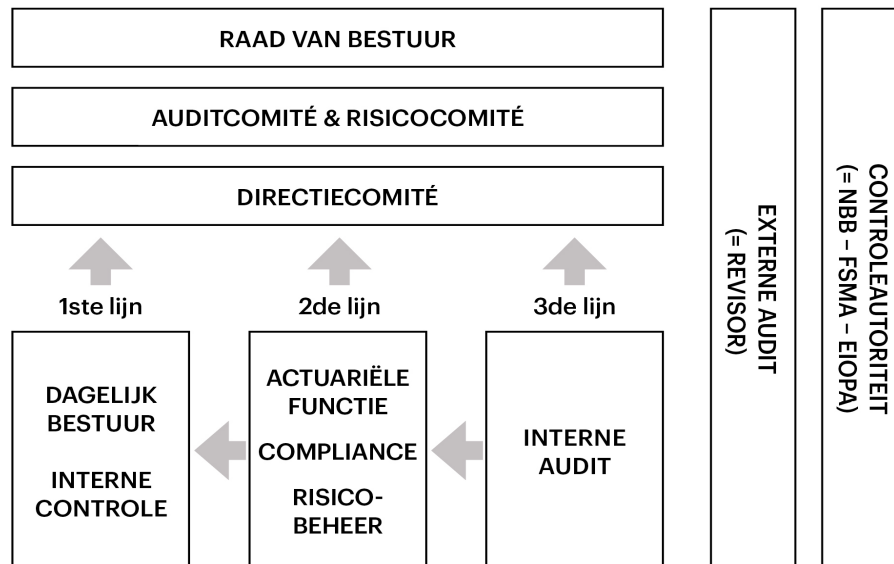 RAAD VAN BESTUUR
AUDITCOMITÉ & RISICOCOMITÉ
DIRECTIECOMITÉ
1ste lijn
2de lijn
3de lijn
DAGELIJK
BESTUUR
INTERNE
CONTROLE
ACTUARIËLE
FUNCTIE
COMPLIANCE
RISICO-
BEHEER
INTERNE
AUDIT
EXTERNE AUDIT
(= REVISOR)
CONTROLEAUTORITEIT
(= NBB – FSMA – EIOPA)